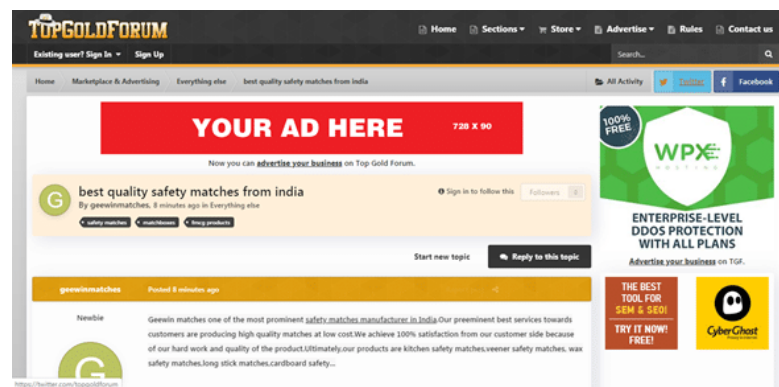 TOPGOLDFORUM
Home Sections Store Advertise Rules Contact us
Existing user? Sign In Sign Up Search...
Home Marketplace & Advertising Everything else best quality safety matches from india All Activity Twitter Facebook
YOUR AD HERE 728 X 90
Now you can advertise your business on Top Gold Forum.
100% FREE
WPX
HOSTING
ENTERPRISE-LEVEL
DDOS PROTECTION
WITH ALL PLANS
Advertise your business on TGF.
G
best quality safety matches from india
By geewinmatches, 8 minutes ago in Everything else
safety matches matchboxes fmcg products
Sign in to follow this Followers 0
Start new topic Reply to this topic
geewinmatches Posted 8 minutes ago
Newbie
G
Geewin matches one of the most prominent safety matches manufacturer in India.Our preeminent best services towards
customers are producing high quality matches at low cost.We achieve 100% satisfaction from our customer side because
of our hard work and quality of the product.Ultimately,our products are kitchen safety matches,veener safety matches, wax
safety matches,long stick matches,cardboard safety...
THE BEST
TOOL FOR
SEM & SEO!
TRY IT NOW!
FREE!
CyberGhost
https://twitter.com/topgoldforum